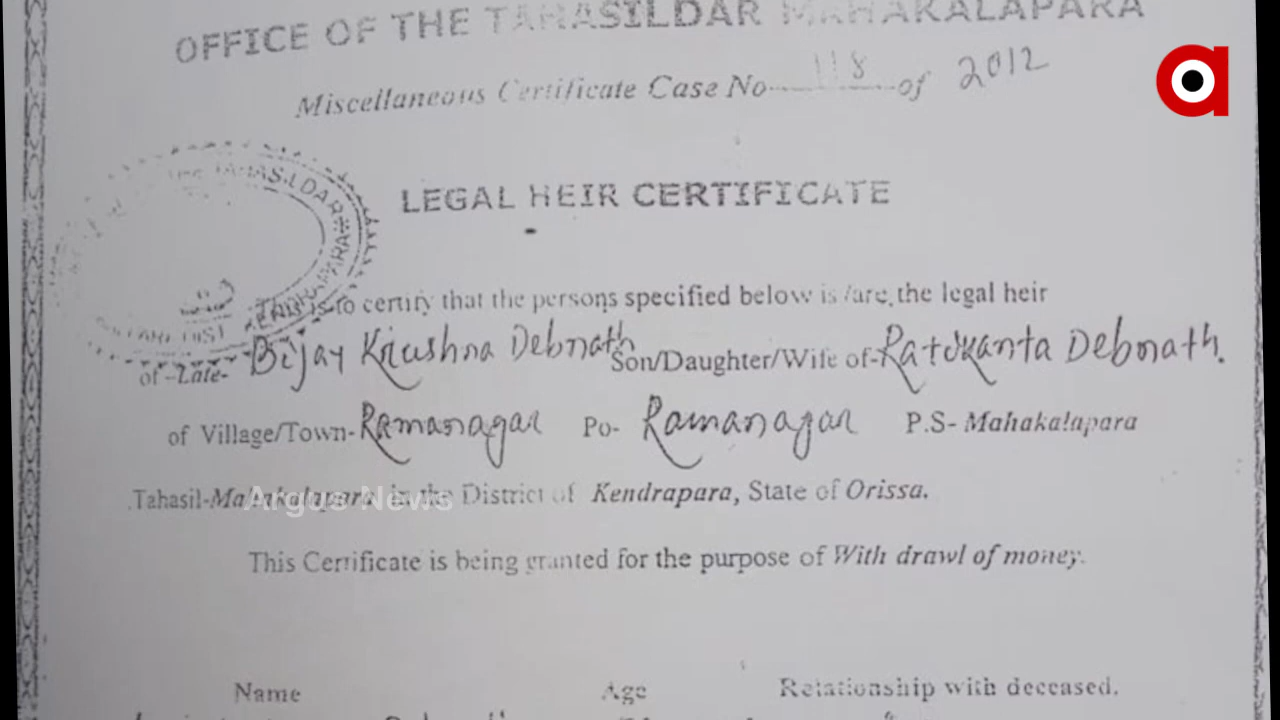 OFFICE OF THE TAHASILDAR MAHAKALAPARA
Miscellaneous Certificate Case No 118 of 2012
a
TAHASILDAR
LEGAL HEIR CERTIFICATE
This is to certify that the persons specified below is /are the legal heir
of -Late- Bijay Krushna Debnath Son/Daughter/Wife of- Ratikanta Debnath.
of Village/Town- Ramanagar Po- Ramanagar P.S- Mahakalapara
Tahasil-Mahakalapara in the District of Kendrapara, State of Orissa.
Argus News
This Certificate is being granted for the purpose of With drawl of money.
Name Age Relationship with deceased.